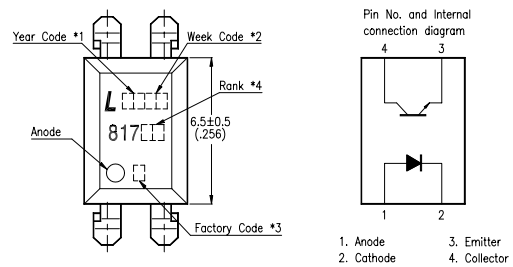 Year Code *1
Week Code *2
L
Rank *4
817
6.5±0.5
(.256)
Anode
Factory Code *3
Pin No. and Internal
connection diagram
4 3
1 2
1. Anode 3. Emitter
2. Cathode 4. Collector